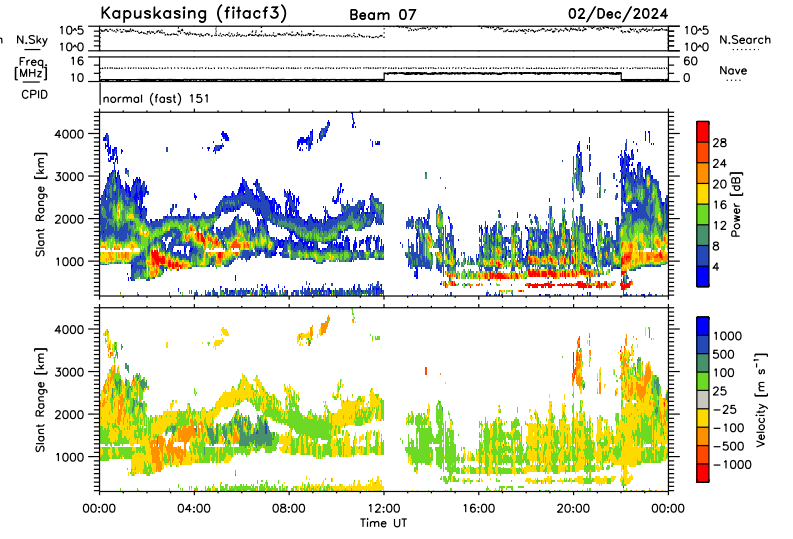 Kapuskasing (fitacf3) Beam 07 02/Dec/2024
n N.Sky 10^5 10^0 10^5 10^0 N.Search
Freq. [MHz] 16 10 60 0 Nave
CPID normal (fast) 151
Slant Range [km] 4000 3000 2000 1000
28 24 20 16 12 8 4 Power [dB]
Slant Range [km] 4000 3000 2000 1000
1000 500 100 25 -25 -100 -500 -1000 Velocity [m s^-1]
00:00 04:00 08:00 12:00 16:00 20:00 00:00
Time UT